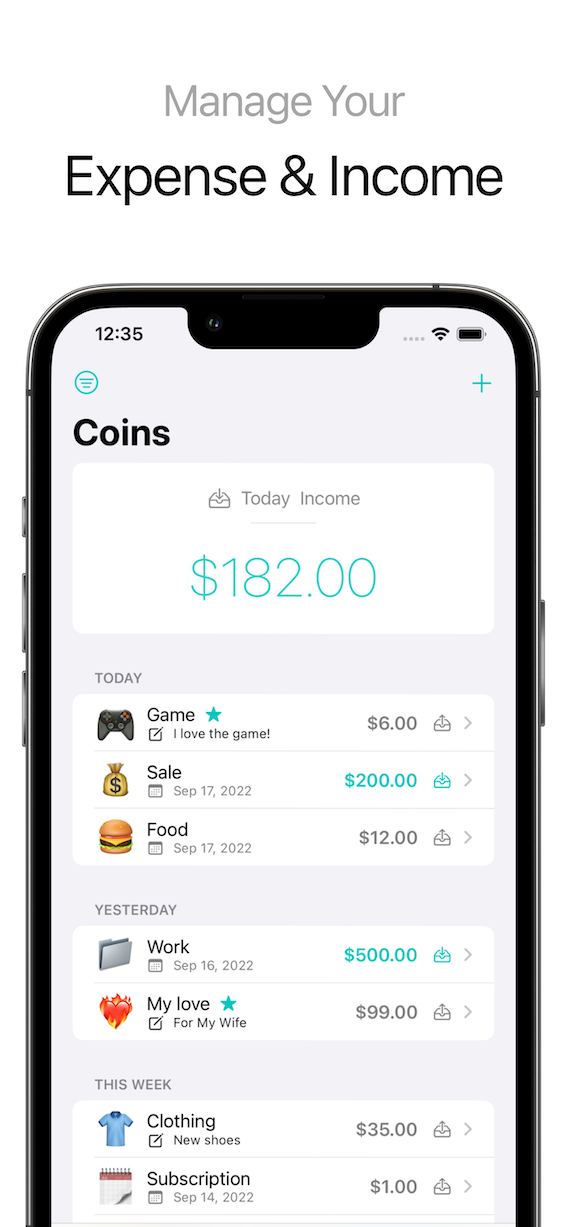 Manage Your
Expense & Income
12:35
Coins
Today Income
$182.00
TODAY
Game
$6.00
I love the game!
Sale
$200.00
Sep 17, 2022
Food
$12.00
Sep 17, 2022
YESTERDAY
Work
$500.00
Sep 16, 2022
My love
$99.00
For My Wife
THIS WEEK
Clothing
$35.00
New shoes
Subscription
$1.00
Sep 14, 2022